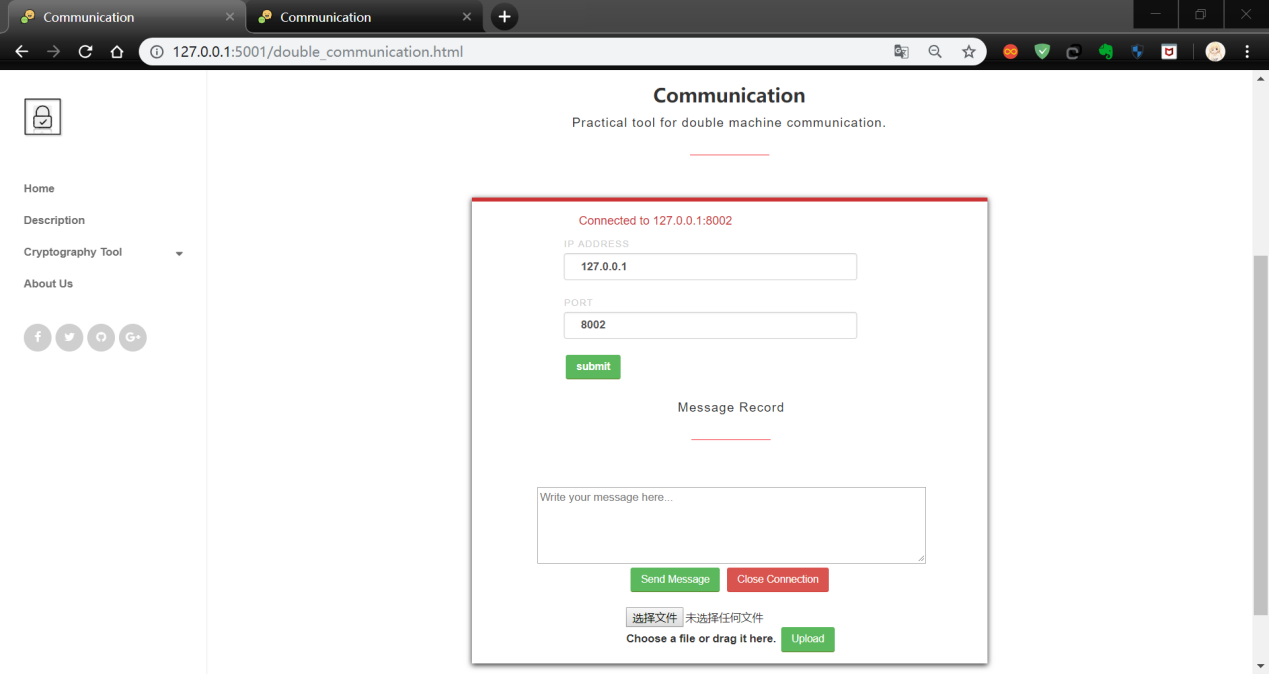 Communication
Communication
127.0.0.1:5001/double_communication.html
Communication
Practical tool for double machine communication.
Home
Description
Cryptography Tool
About Us
Connected to 127.0.0.1:8002
IP ADDRESS
127.0.0.1
PORT
8002
submit
Message Record
Write your message here...
Send Message Close Connection
选择文件 未选择任何文件
Choose a file or drag it here. Upload